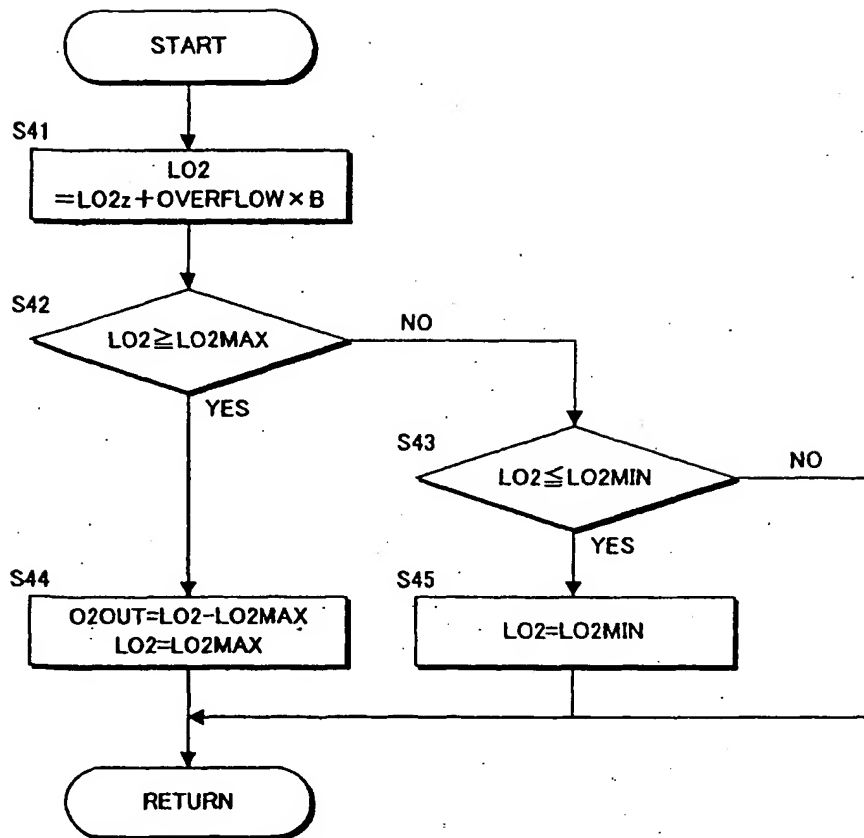 START
S41
LO2
=LO2z+OVERFLOW×B
S42
LO2≧LO2MAX
NO
YES
S43
LO2≦LO2MIN
NO
YES
S44
O2OUT=LO2-LO2MAX
LO2=LO2MAX
S45
LO2=LO2MIN
RETURN